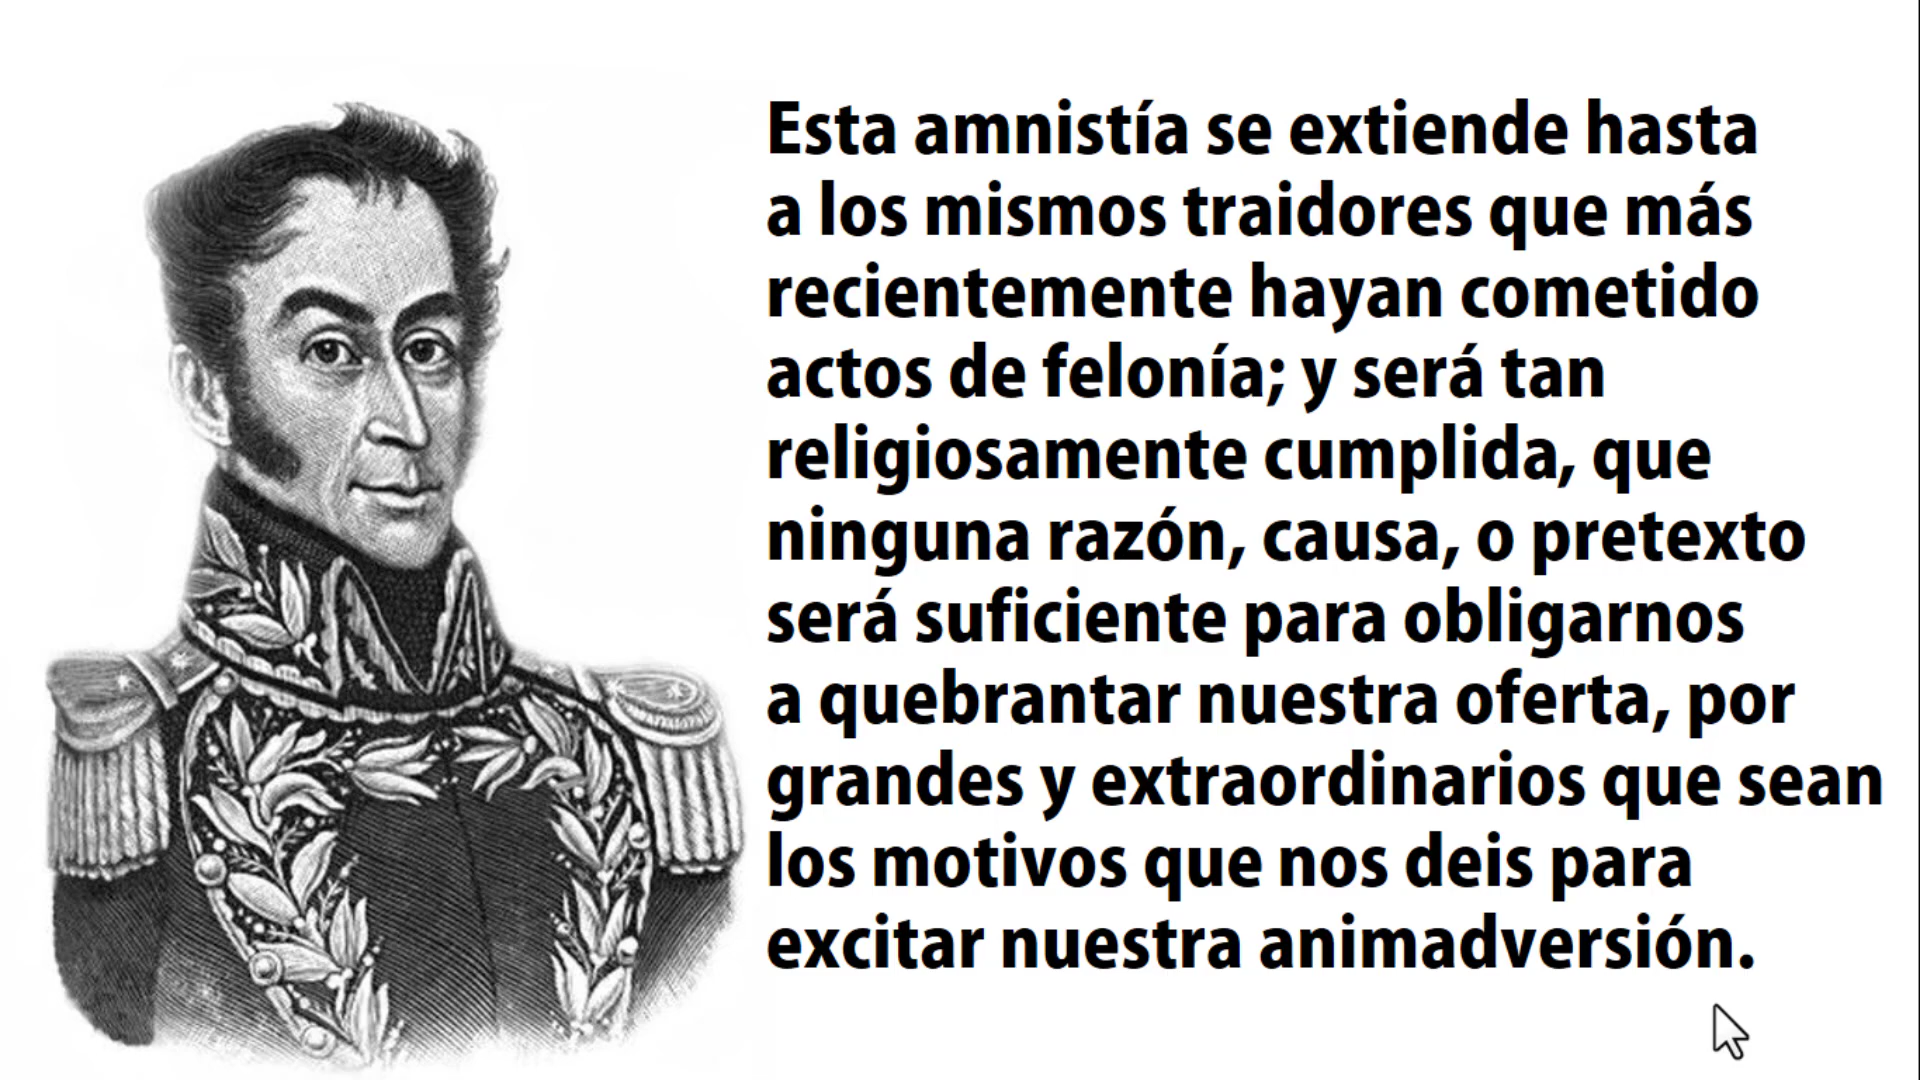 Esta amnistía se extiende hasta
a los mismos traidores que más
recientemente hayan cometido
actos de felonía; y será tan
religiosamente cumplida, que
ninguna razón, causa, o pretexto
será suficiente para obligarnos
a quebrantar nuestra oferta, por
grandes y extraordinarios que sean
los motivos que nos deis para
excitar nuestra animadversión.